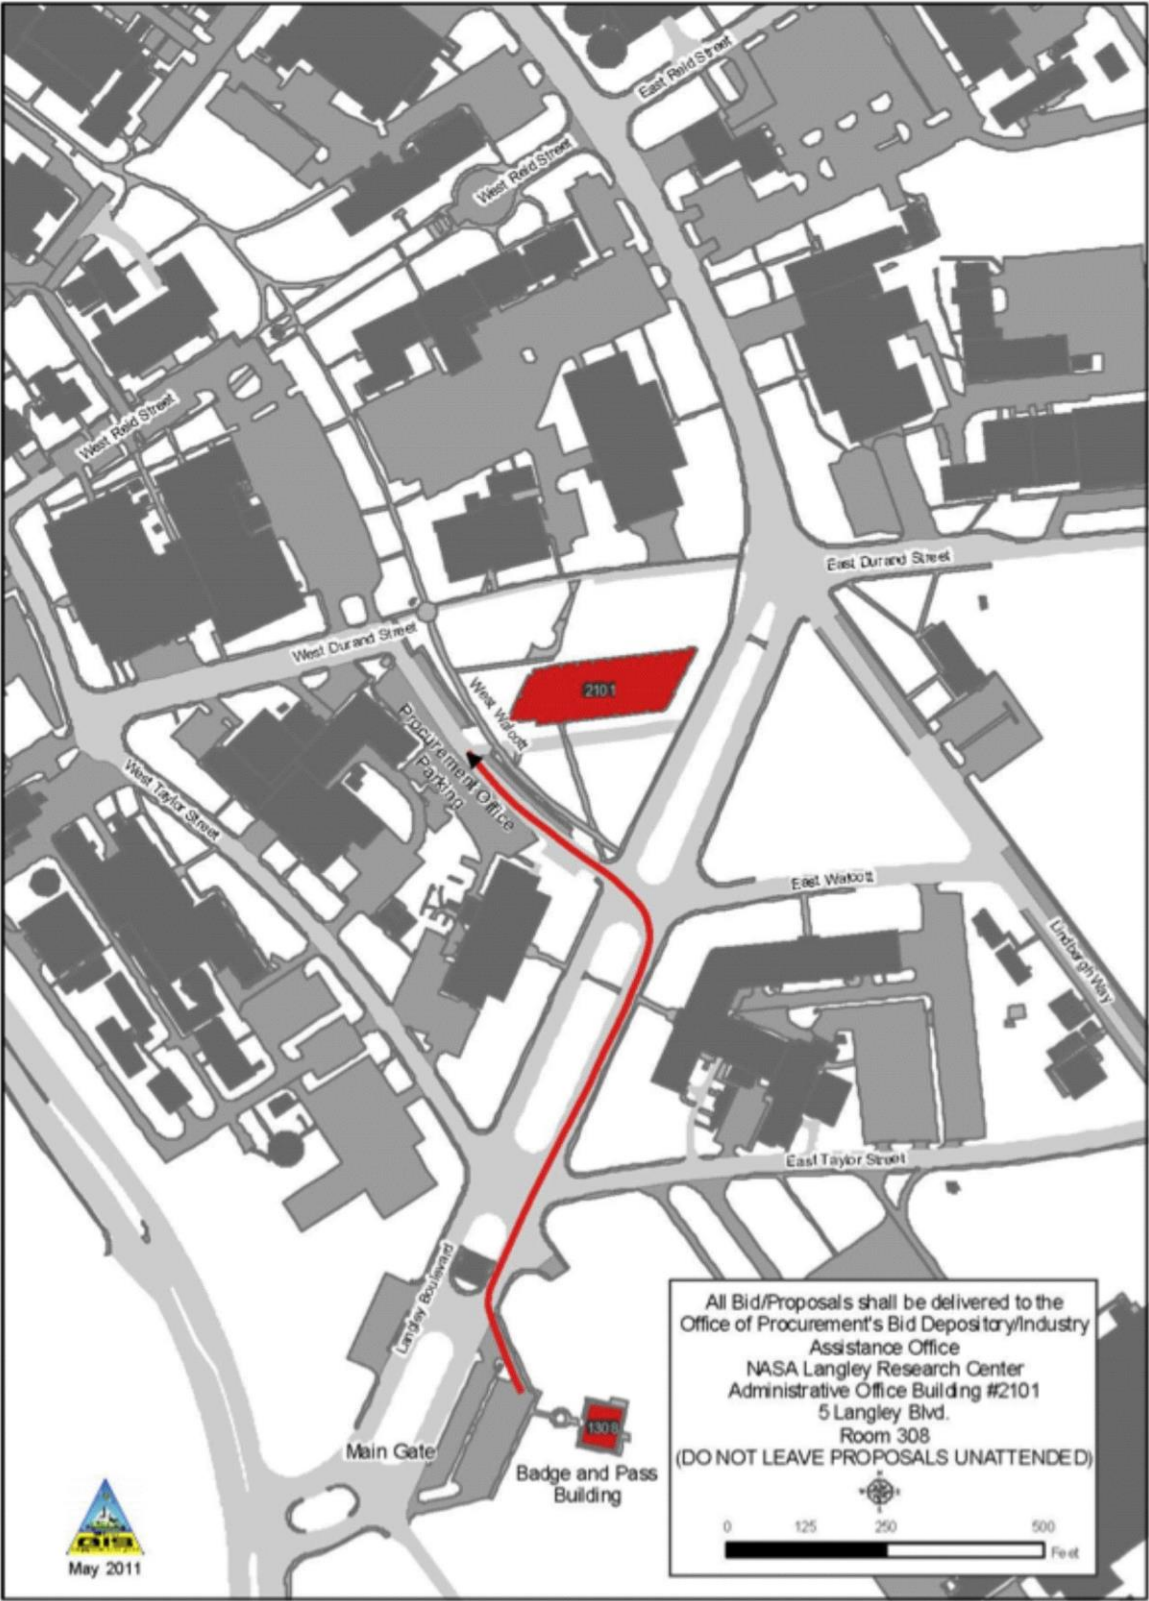 East Reid Street
West Reid Street
West Reid Street
East Durand Street
West Durand Street
2101
West Walcott
Procurement Office
Parking
West Taylor Street
East Walcott
Lindbergh Way
East Taylor Street
Langley Boulevard
Main Gate
1308
Badge and Pass
Building
All Bid/Proposals shall be delivered to the
Office of Procurement's Bid Depository/Industry
Assistance Office
NASA Langley Research Center
Administrative Office Building #2101
5 Langley Blvd.
Room 308
(DO NOT LEAVE PROPOSALS UNATTENDED)
0 125 250 500
Feet
GIS
May 2011